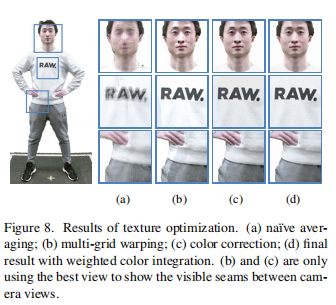 RAW.
RAW. RAW. RAW. RAW.
(a) (b) (c) (d)
Figure 8. Results of texture optimization. (a) naïve aver-
aging; (b) multi-grid warping; (c) color correction; (d) final
result with weighted color integration. (b) and (c) are only
using the best view to show the visible seams between cam-
era views.